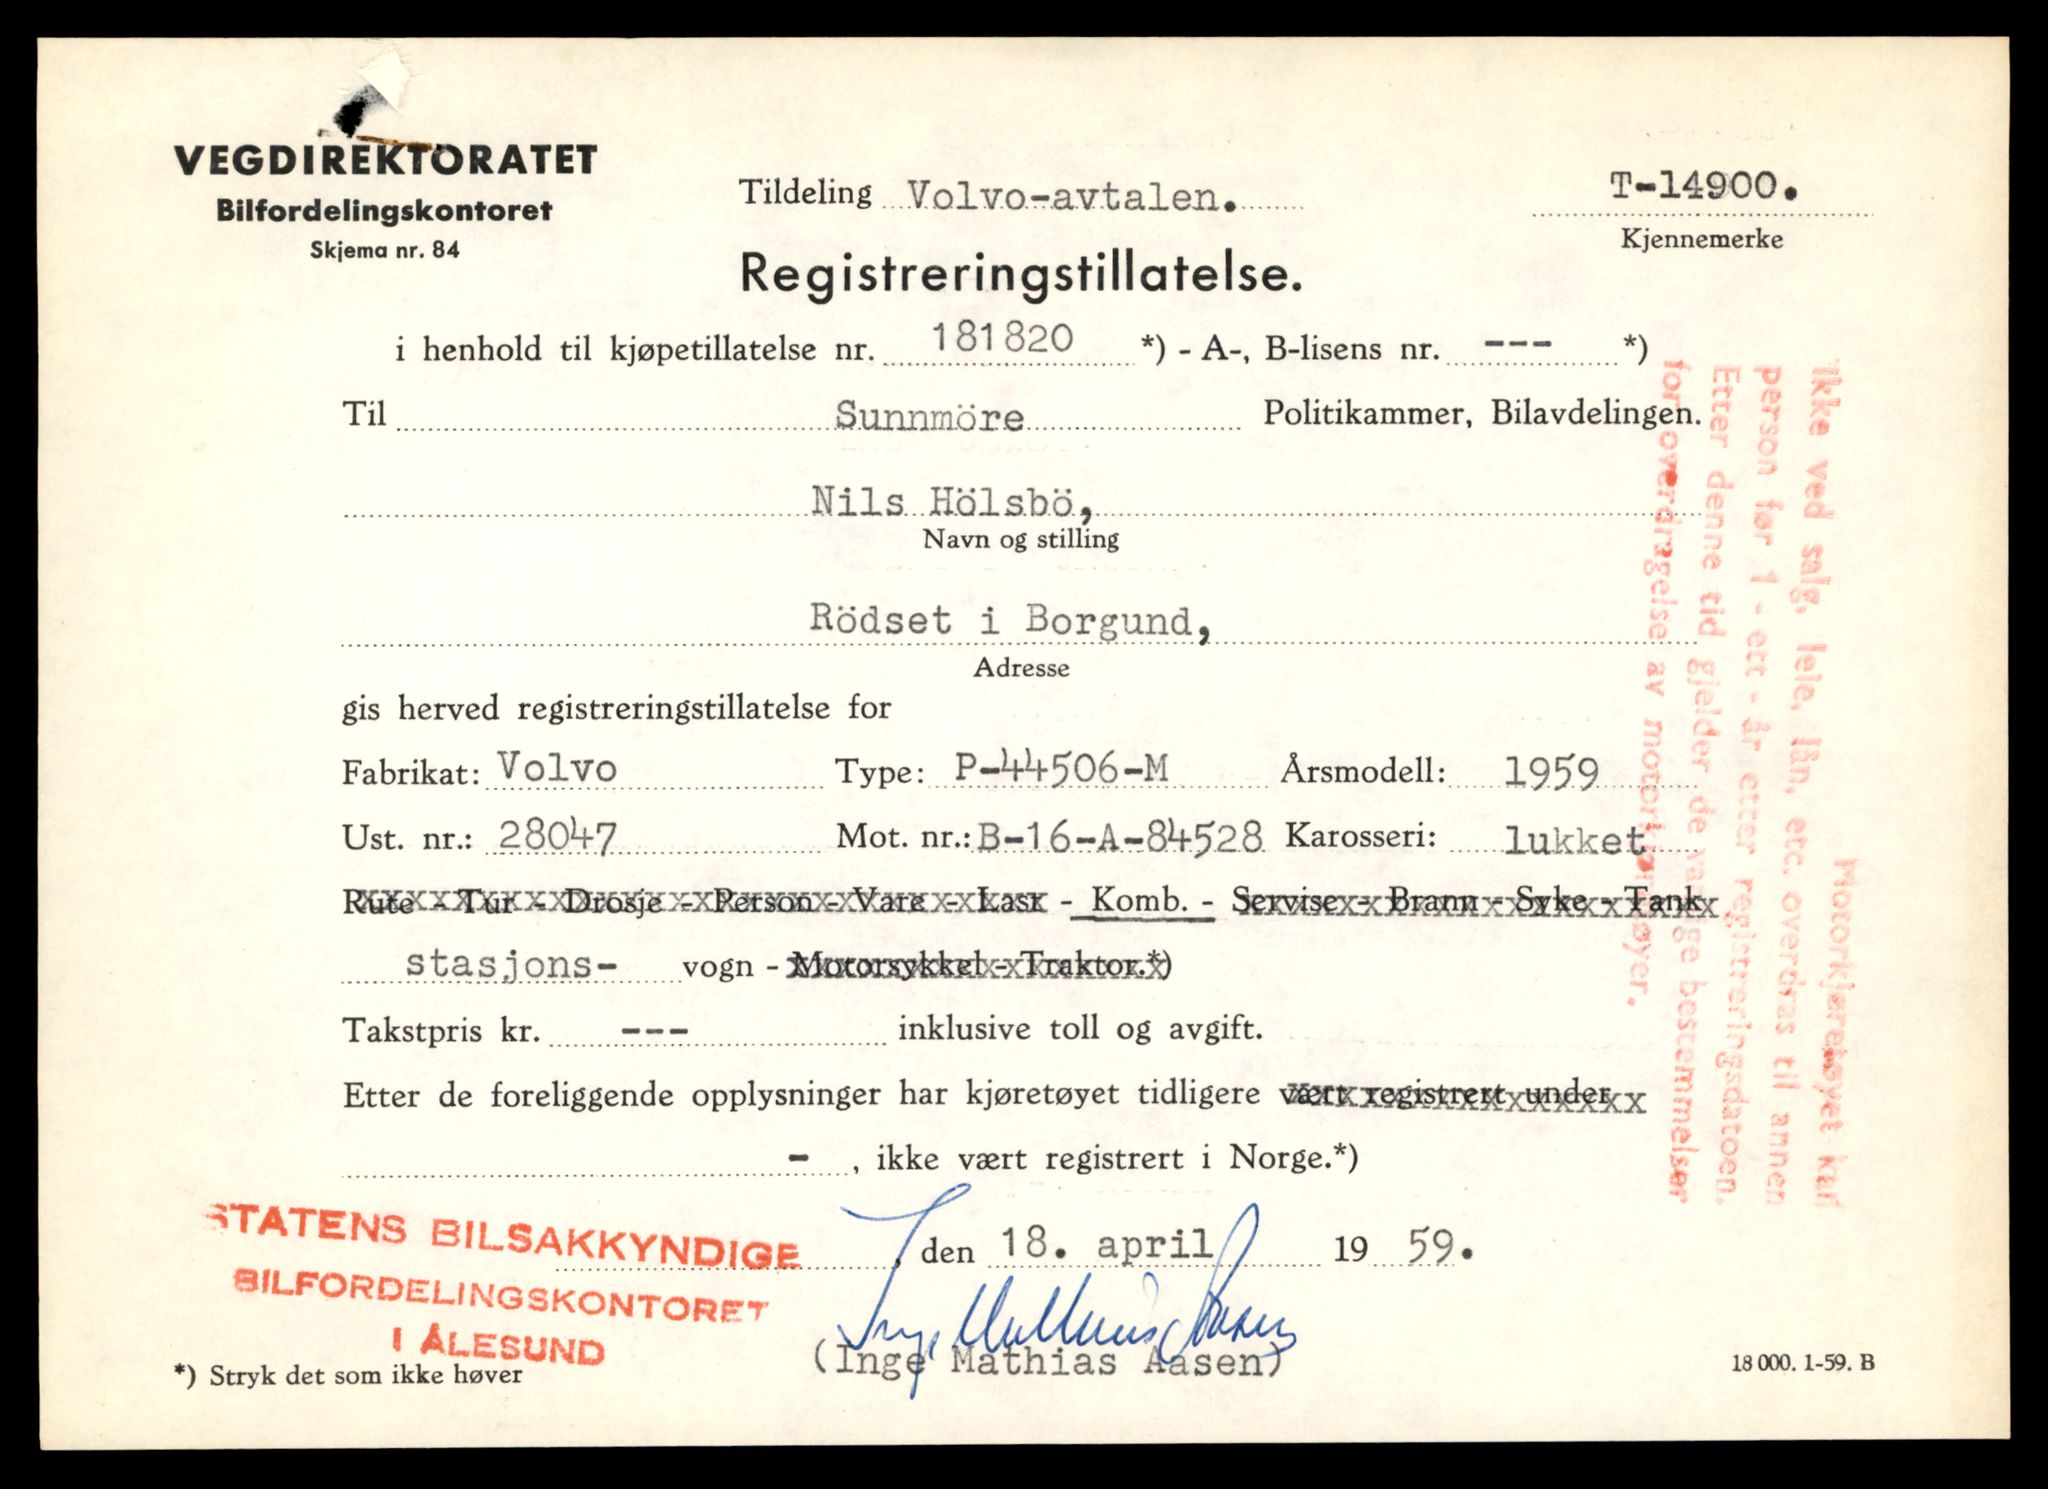 VEGDIREKTORATET
Bilfordelingskontoret
Skjema nr. 84
Tildeling Volvo-avtalen.
T-14900.
Kjennemerke
Registreringstillatelse.
i henhold til kjøpetillatelse nr. 181820 *) - A-, B-lisens nr. --- *)
Til Sunnmöre Politikammer, Bilavdelingen.
Nils Hölsbö,
Navn og stilling
Rödset i Borgund,
Adresse
gis herved registreringstillatelse for
Fabrikat: Volvo Type: P-44506-M Årsmodell: 1959
Ust. nr.: 28047 Mot. nr.: B-16-A-84528 Karosseri: lukket
Rute - Tur - Drosje - Person - Vare - Last - Komb. - Servise - Brann - Syke - Tank
stasjons- vogn - Motorsykkel - Traktor.*)
Takstpris kr. --- inklusive toll og avgift.
Etter de foreliggende opplysninger har kjøretøyet tidligere vært registrert under
- , ikke vært registrert i Norge.*)
, den 18. april 19 59.
STATENS BILSAKKYNDIGE
BILFORDELINGSKONTORET
I ÅLESUND
Inge Mathias Aasen
(Inge Mathias Aasen)
*) Stryk det som ikke høver
18 000. 1-59. B
Motorkjøretøyet kan
ikke ved salg, leie, lån, etc. overdras til annen
person før 1 - ett - år etter registreringsdatoen.
Etter denne tid gjelder de vanlige bestemmelser
for overdragelse av motorkjøretøyer.